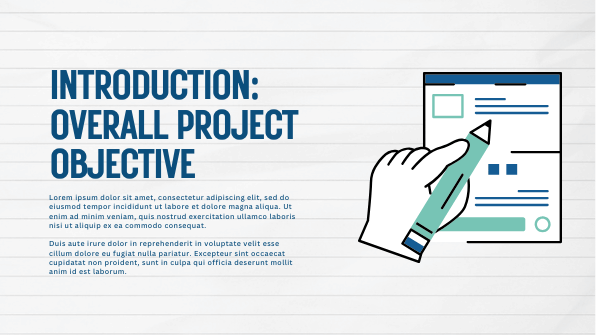 INTRODUCTION:
OVERALL PROJECT
OBJECTIVE
Lorem ipsum dolor sit amet, consectetur adipiscing elit, sed do
eiusmod tempor incididunt ut labore et dolore magna aliqua. Ut
enim ad minim veniam, quis nostrud exercitation ullamco laboris
nisi ut aliquip ex ea commodo consequat.
Duis aute irure dolor in reprehenderit in voluptate velit esse
cillum dolore eu fugiat nulla pariatur. Excepteur sint occaecat
cupidatat non proident, sunt in culpa qui officia deserunt mollit
anim id est laborum.